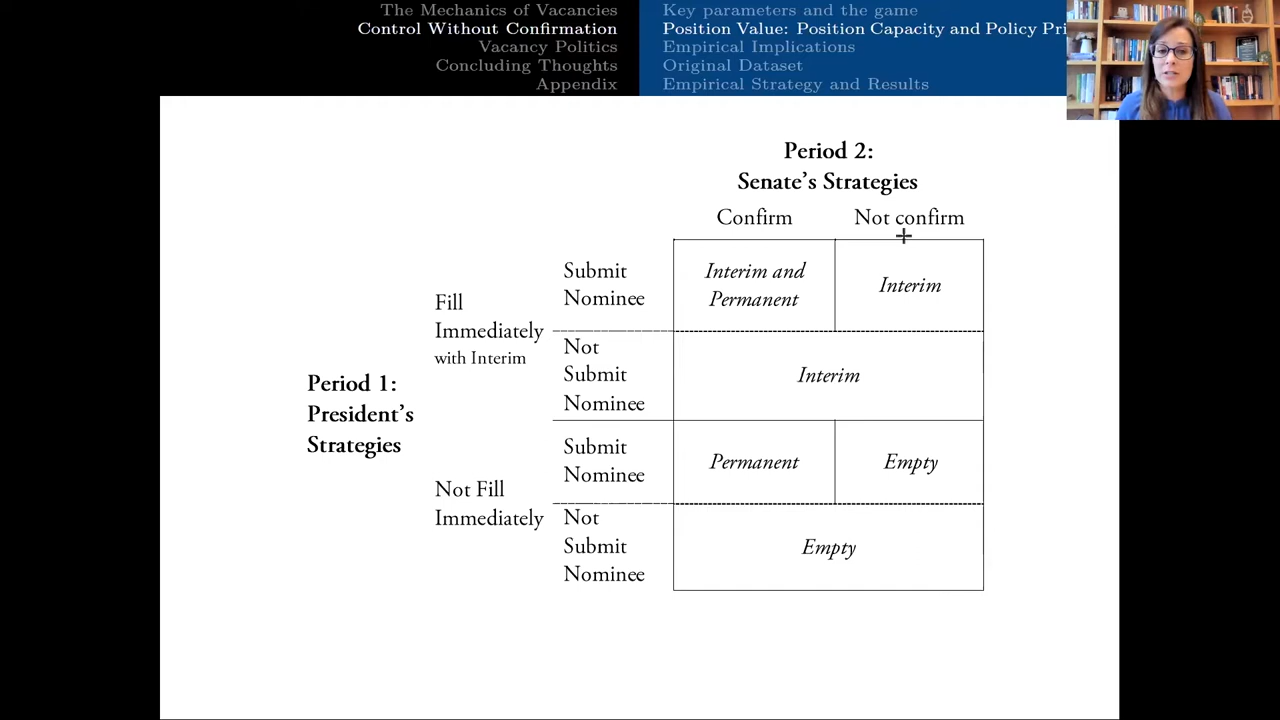 The Mechanics of Vacancies
Control Without Confirmation
Vacancy Politics
Concluding Thoughts
Appendix
Key parameters and the game
Position Value: Position Capacity and Policy Pri
Empirical Implications
Original Dataset
Empirical Strategy and Results
Period 2:
Senate's Strategies
Confirm Not confirm
Fill
Immediately
with Interim
Submit
Nominee
Interim and
Permanent
Interim
Not
Submit
Nominee
Interim
Period 1:
President's
Strategies
Not Fill
Immediately
Submit
Nominee
Permanent
Empty
Not
Submit
Nominee
Empty